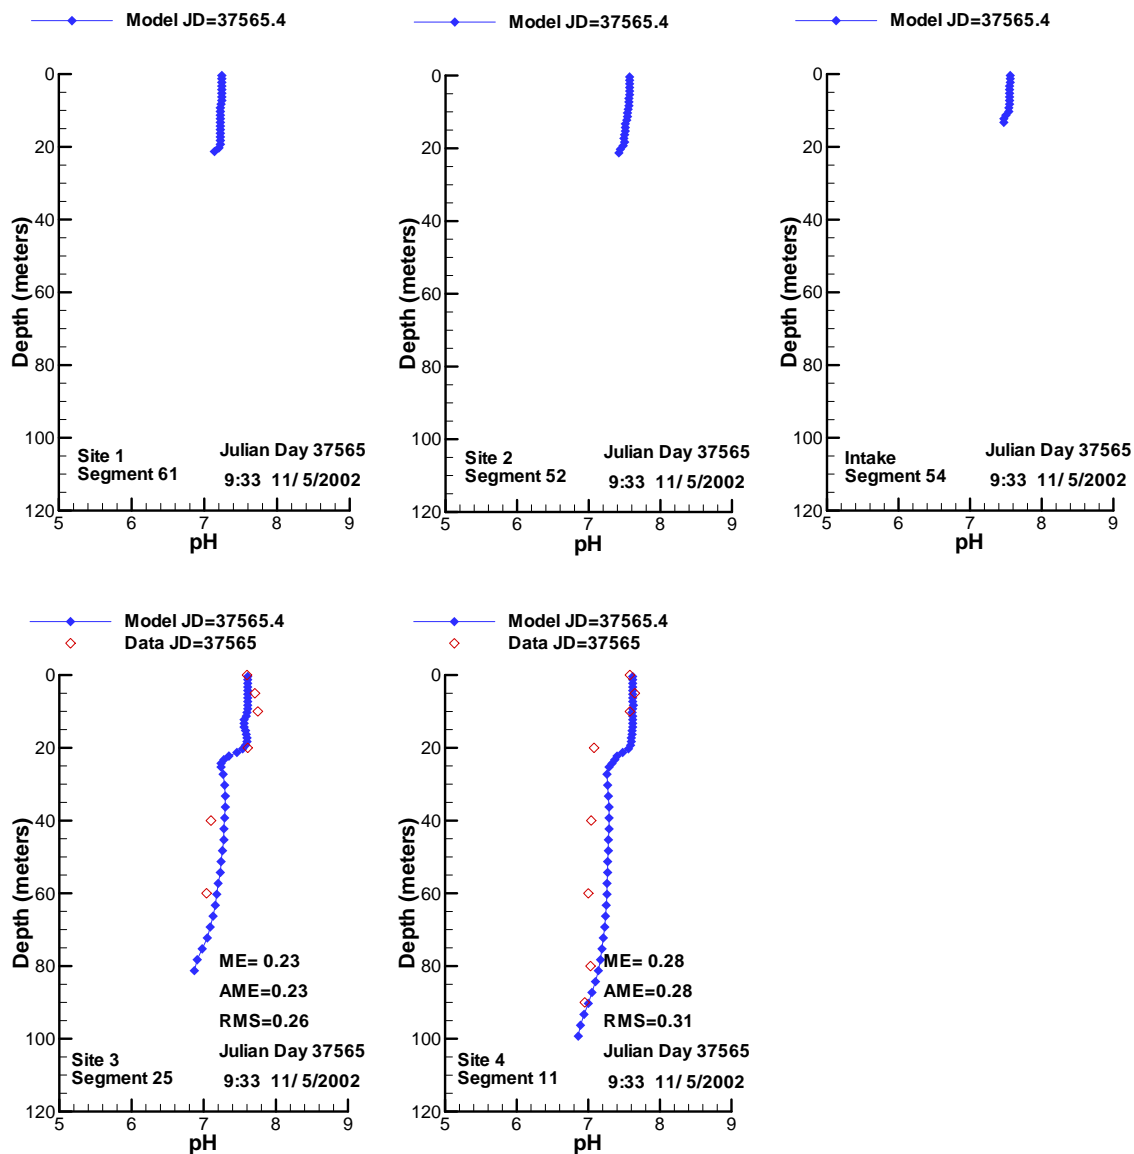 Model JD=37565.4
0
20
40
60
80
100
120
Depth (meters)
Site 1
Segment 61
Julian Day 37565
9:33 11/ 5/2002
5 6 7 8 9
pH
Model JD=37565.4
0
20
40
60
80
100
120
Depth (meters)
Site 2
Segment 52
Julian Day 37565
9:33 11/ 5/2002
5 6 7 8 9
pH
Model JD=37565.4
0
20
40
60
80
100
120
Depth (meters)
Intake
Segment 54
Julian Day 37565
9:33 11/ 5/2002
5 6 7 8 9
pH
Model JD=37565.4
Data JD=37565
0
20
40
60
80
100
120
Depth (meters)
ME= 0.23
AME=0.23
RMS=0.26
Julian Day 37565
Site 3
Segment 25
9:33 11/ 5/2002
5 6 7 8 9
pH
Model JD=37565.4
Data JD=37565
0
20
40
60
80
100
120
Depth (meters)
ME= 0.28
AME=0.28
RMS=0.31
Julian Day 37565
Site 4
Segment 11
9:33 11/ 5/2002
5 6 7 8 9
pH